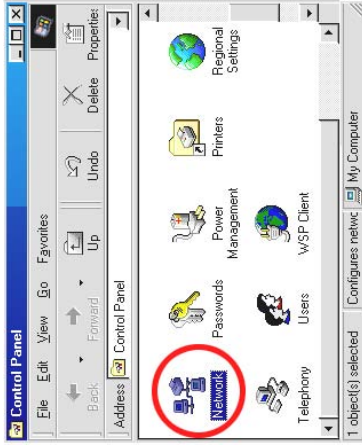 Control Panel
File Edit View Go Favorites
Back Forward Up Undo Delete Properties
Address Control Panel
Network Passwords Power Management Printers Regional Settings
Telephony Users WSP Client
1 object(s) selected Configures netwc My Computer